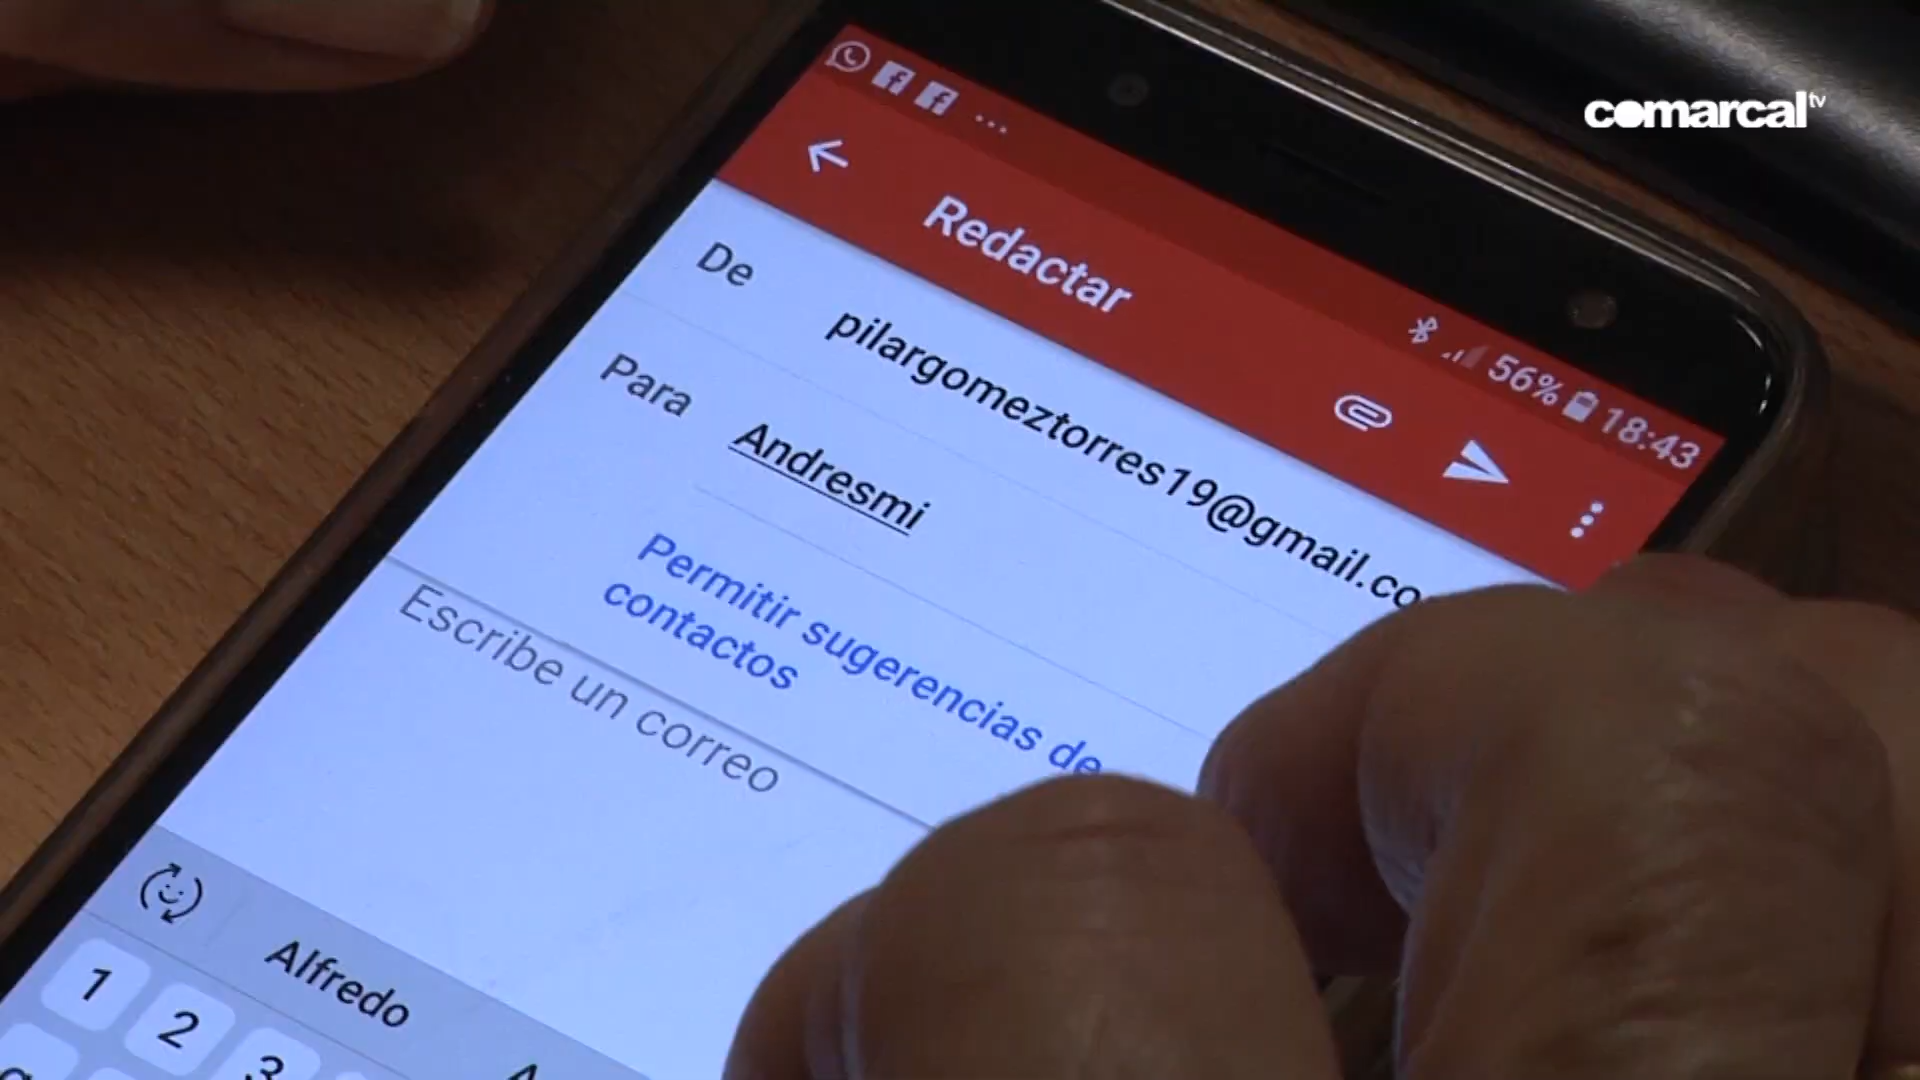 comarcal tv
56% 18:43
Redactar
De pilargomeztorres19@gmail.co
Para Andresmi
Permitir sugerencias de
contactos
Escribe un correo
Alfredo
1 2 3